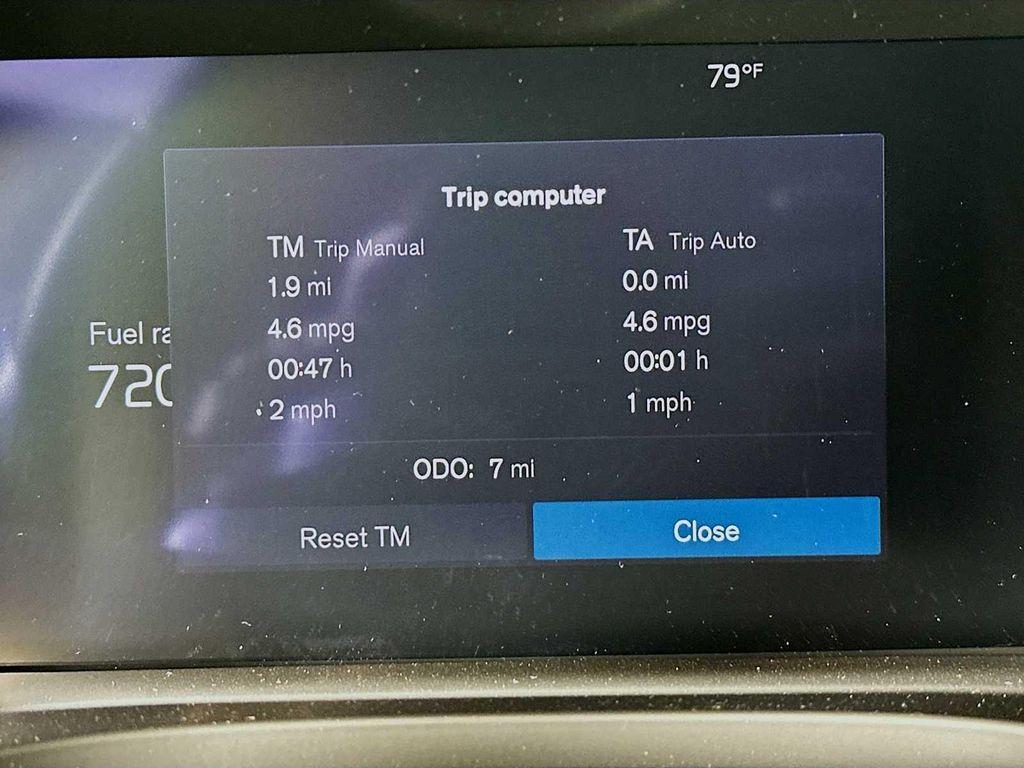 79°F
Trip computer
TM Trip Manual
1.9 mi
4.6 mpg
00:47 h
2 mph
TA Trip Auto
0.0 mi
4.6 mpg
00:01 h
1 mph
Fuel ra
720
ODO: 7 mi
Reset TM
Close